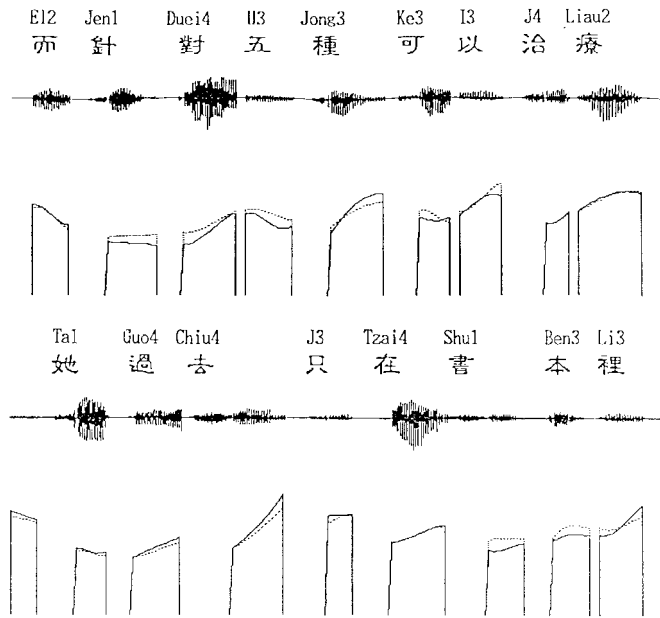 El2 Jen1 Duei4 U3 Jong3 Ke3 I3 J4 Liau2
而 針 對 五 種 可 以 治 療
Ta1 Guo4 Chiu4 J3 Tzai4 Shu1 Ben3 Li3
她 過 去 只 在 書 本 裡